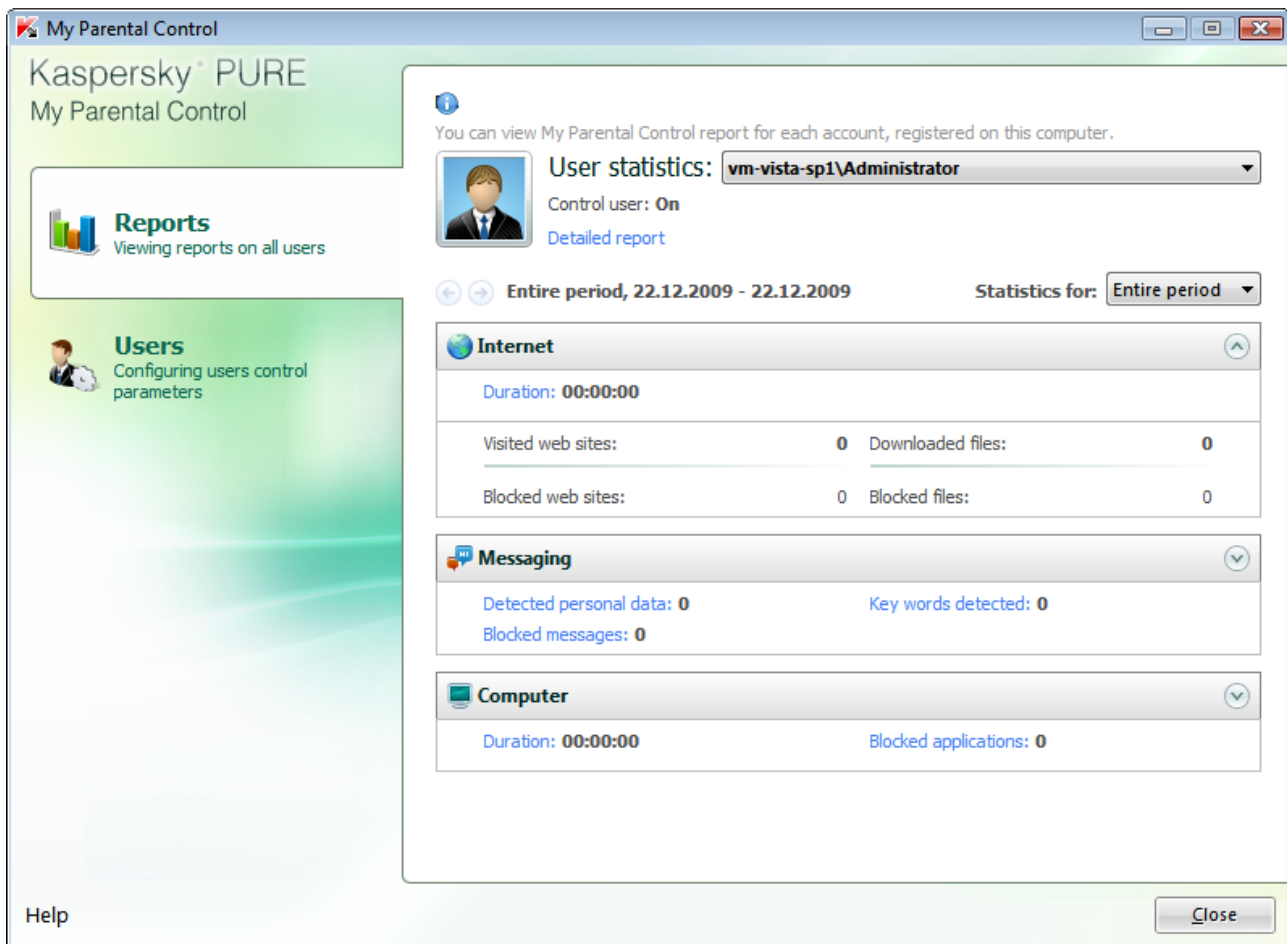 My Parental Control
Kaspersky PURE
My Parental Control
Reports
Viewing reports on all users
Users
Configuring users control
parameters
You can view My Parental Control report for each account, registered on this computer.
User statistics: vm-vista-sp1\Administrator
Control user: On
Detailed report
Entire period, 22.12.2009 - 22.12.2009 Statistics for: Entire period
Internet
Duration: 00:00:00
Visited web sites: 0 Downloaded files: 0
Blocked web sites: 0 Blocked files: 0
Messaging
Detected personal data: 0 Key words detected: 0
Blocked messages: 0
Computer
Duration: 00:00:00 Blocked applications: 0
Help Close